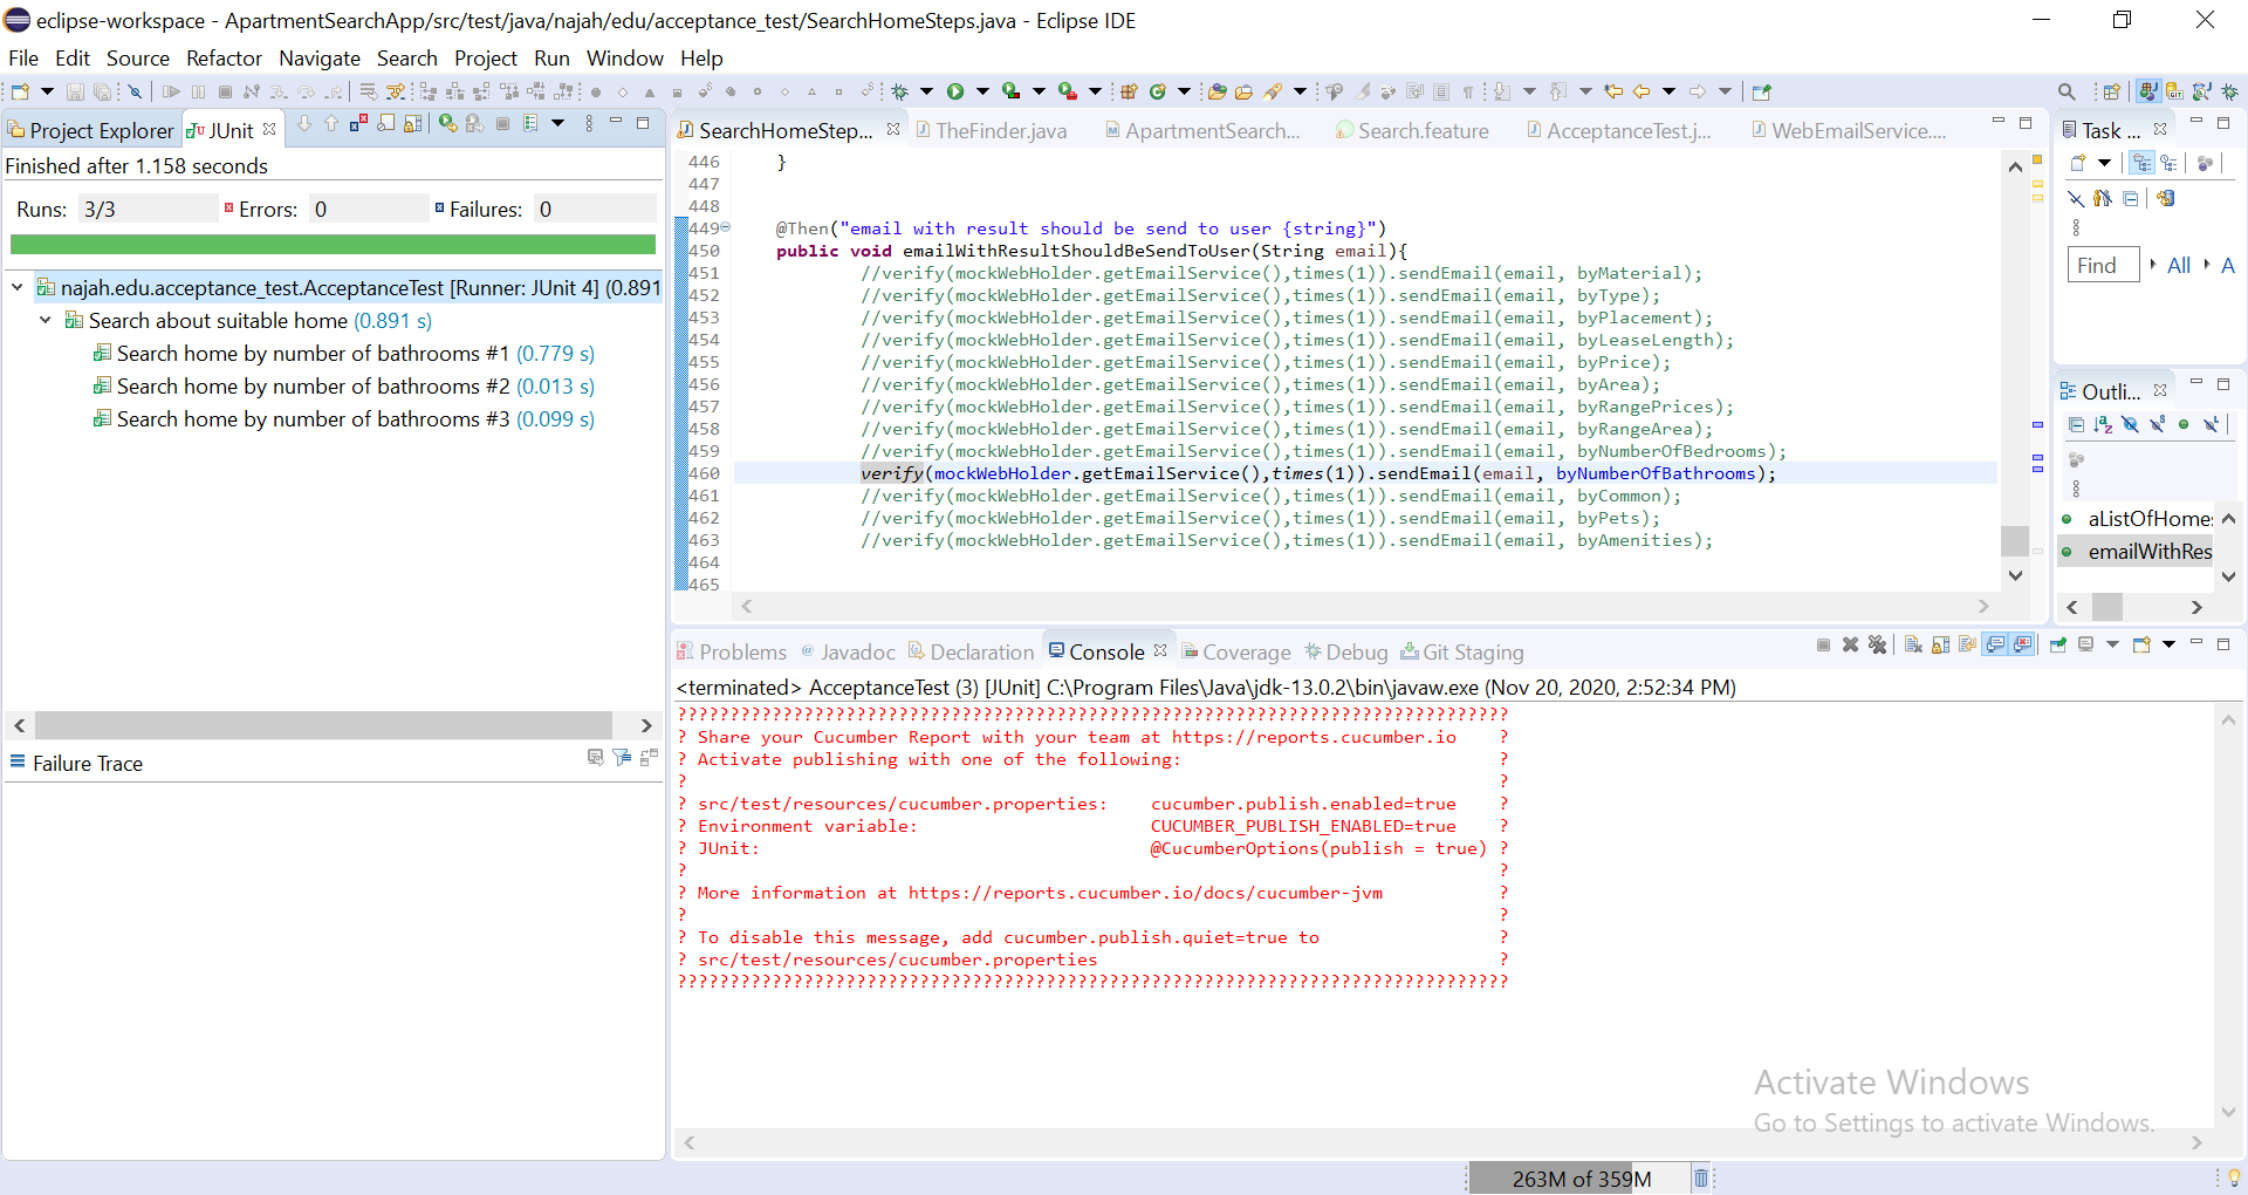 eclipse-workspace - ApartmentSearchApp/src/test/java/najah/edu/acceptance_test/SearchHomeSteps.java - Eclipse IDE
File Edit Source Refactor Navigate Search Project Run Window Help
Project Explorer JUnit
Finished after 1.158 seconds
Runs: 3/3 Errors: 0 Failures: 0
najah.edu.acceptance_test.AcceptanceTest [Runner: JUnit 4] (0.891
Search about suitable home (0.891 s)
Search home by number of bathrooms #1 (0.779 s)
Search home by number of bathrooms #2 (0.013 s)
Search home by number of bathrooms #3 (0.099 s)
Failure Trace
SearchHomeStep... TheFinder.java ApartmentSearch... Search.feature AcceptanceTest.j... WebEmailService....
446 }
447
448
449 @Then("email with result should be send to user {string}")
450 public void emailWithResultShouldBeSendToUser(String email){
451 //verify(mockWebHolder.getEmailService(),times(1)).sendEmail(email, byMaterial);
452 //verify(mockWebHolder.getEmailService(),times(1)).sendEmail(email, byType);
453 //verify(mockWebHolder.getEmailService(),times(1)).sendEmail(email, byPlacement);
454 //verify(mockWebHolder.getEmailService(),times(1)).sendEmail(email, byLeaseLength);
455 //verify(mockWebHolder.getEmailService(),times(1)).sendEmail(email, byPrice);
456 //verify(mockWebHolder.getEmailService(),times(1)).sendEmail(email, byArea);
457 //verify(mockWebHolder.getEmailService(),times(1)).sendEmail(email, byRangePrices);
458 //verify(mockWebHolder.getEmailService(),times(1)).sendEmail(email, byRangeArea);
459 //verify(mockWebHolder.getEmailService(),times(1)).sendEmail(email, byNumberOfBedrooms);
460 verify(mockWebHolder.getEmailService(),times(1)).sendEmail(email, byNumberOfBathrooms);
461 //verify(mockWebHolder.getEmailService(),times(1)).sendEmail(email, byCommon);
462 //verify(mockWebHolder.getEmailService(),times(1)).sendEmail(email, byPets);
463 //verify(mockWebHolder.getEmailService(),times(1)).sendEmail(email, byAmenities);
464
465
Task ...
Find All A
Outli...
aListOfHome
emailWithRes
Problems Javadoc Declaration Console Coverage Debug Git Staging
<terminated> AcceptanceTest (3) [JUnit] C:\Program Files\Java\jdk-13.0.2\bin\javaw.exe (Nov 20, 2020, 2:52:34 PM)
???????????????????????????????????????????????????????????????????????????????
? Share your Cucumber Report with your team at https://reports.cucumber.io ?
? Activate publishing with one of the following: ?
? ?
? src/test/resources/cucumber.properties: cucumber.publish.enabled=true ?
? Environment variable: CUCUMBER_PUBLISH_ENABLED=true ?
? JUnit: @CucumberOptions(publish = true) ?
? ?
? More information at https://reports.cucumber.io/docs/cucumber-jvm ?
? ?
? To disable this message, add cucumber.publish.quiet=true to ?
? src/test/resources/cucumber.properties ?
???????????????????????????????????????????????????????????????????????????????
Activate Windows
Go to Settings to activate Windows.
263M of 359M